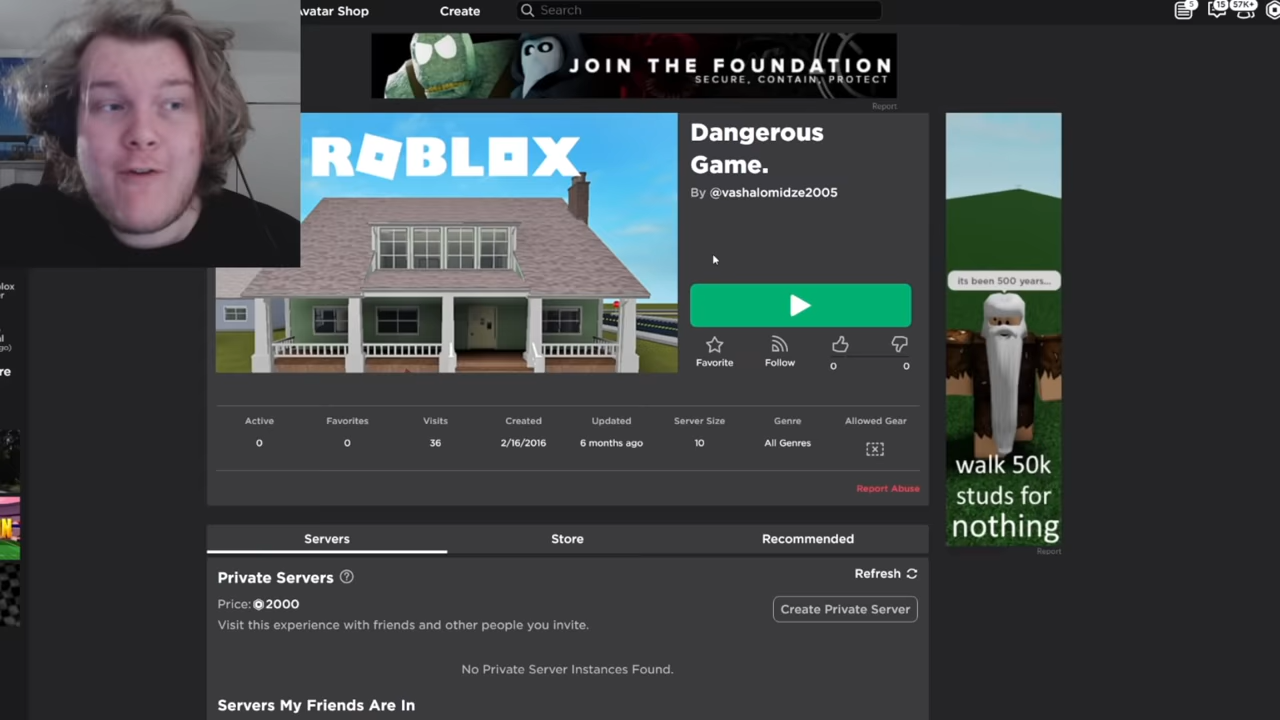 Avatar Shop
Create
Search
5
15
57K+
JOIN THE FOUNDATION
SECURE, CONTAIN, PROTECT
Report
ROBLOX
Dangerous
Game.
By @vashalomidze2005
its been 500 years...
Favorite
Follow
0
0
Active
Favorites
Visits
Created
Updated
Server Size
Genre
Allowed Gear
0
0
36
2/16/2016
6 months ago
10
All Genres
Report Abuse
walk 50k
studs for
nothing
Report
Servers
Store
Recommended
Private Servers
Refresh
Price: 2000
Create Private Server
Visit this experience with friends and other people you invite.
No Private Server Instances Found.
Servers My Friends Are In